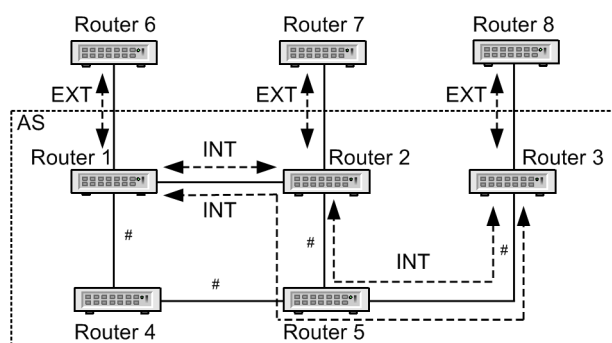 Router 6
Router 7
Router 8
EXT
EXT
EXT
AS
Router 1
INT
Router 2
Router 3
INT
#
#
#
INT
#
Router 4
Router 5